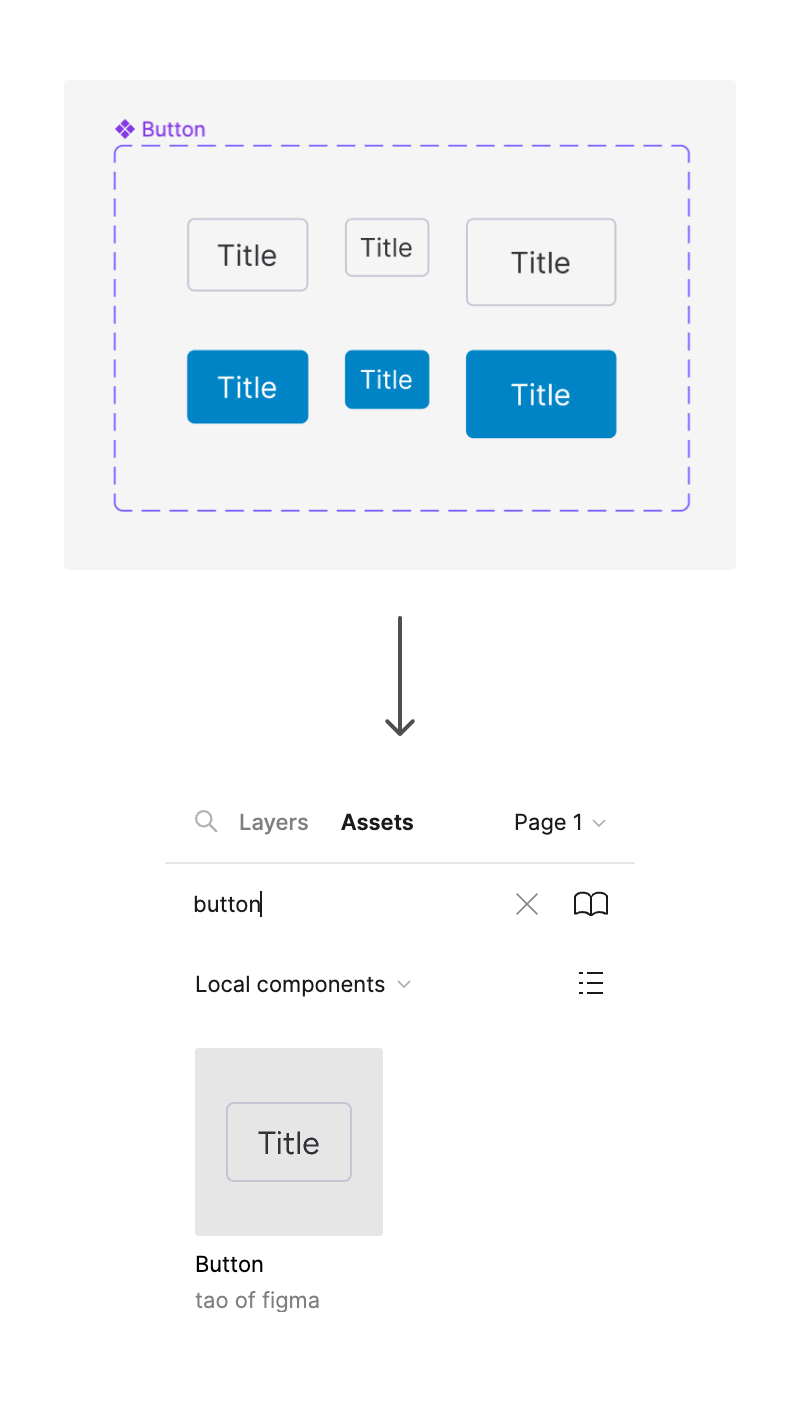 Button
Title Title Title
Title Title Title
Layers Assets Page 1
button
Local components
Title
Button
tao of figma